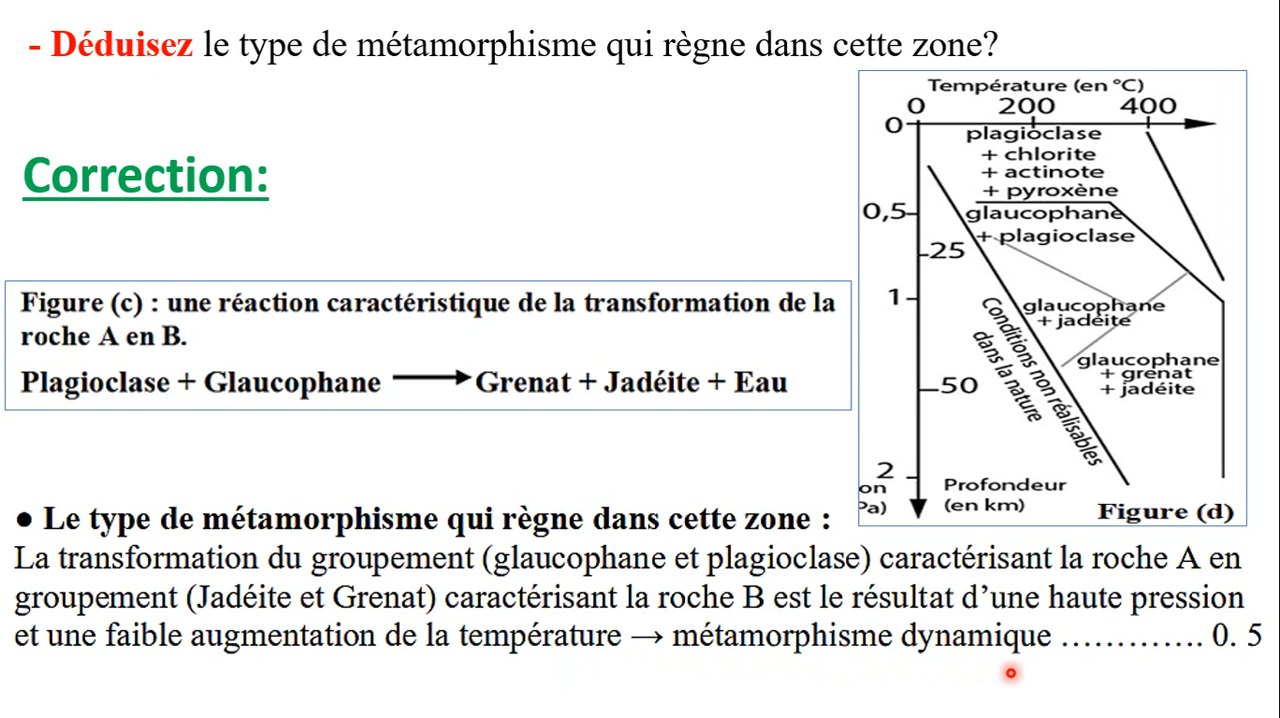 - Déduisez le type de métamorphisme qui règne dans cette zone?
Correction:
Figure (c) : une réaction caractéristique de la transformation de la
roche A en B.
Plagioclase + Glaucophane → Grenat + Jadéite + Eau
Température (en °C)
0 200 400
0
plagioclase
+ chlorite
+ actinote
+ pyroxène
0,5
glaucophane
+ plagioclase
25
1
glaucophane
+ jadéite
Conditions non réalisables
dans la nature
glaucophane
+ grenat
+ jadéite
50
2
on
Pa)
Profondeur
(en km)
Figure (d)
● Le type de métamorphisme qui règne dans cette zone :
La transformation du groupement (glaucophane et plagioclase) caractérisant la roche A en
groupement (Jadéite et Grenat) caractérisant la roche B est le résultat d’une haute pression
et une faible augmentation de la température → métamorphisme dynamique …………. 0. 5